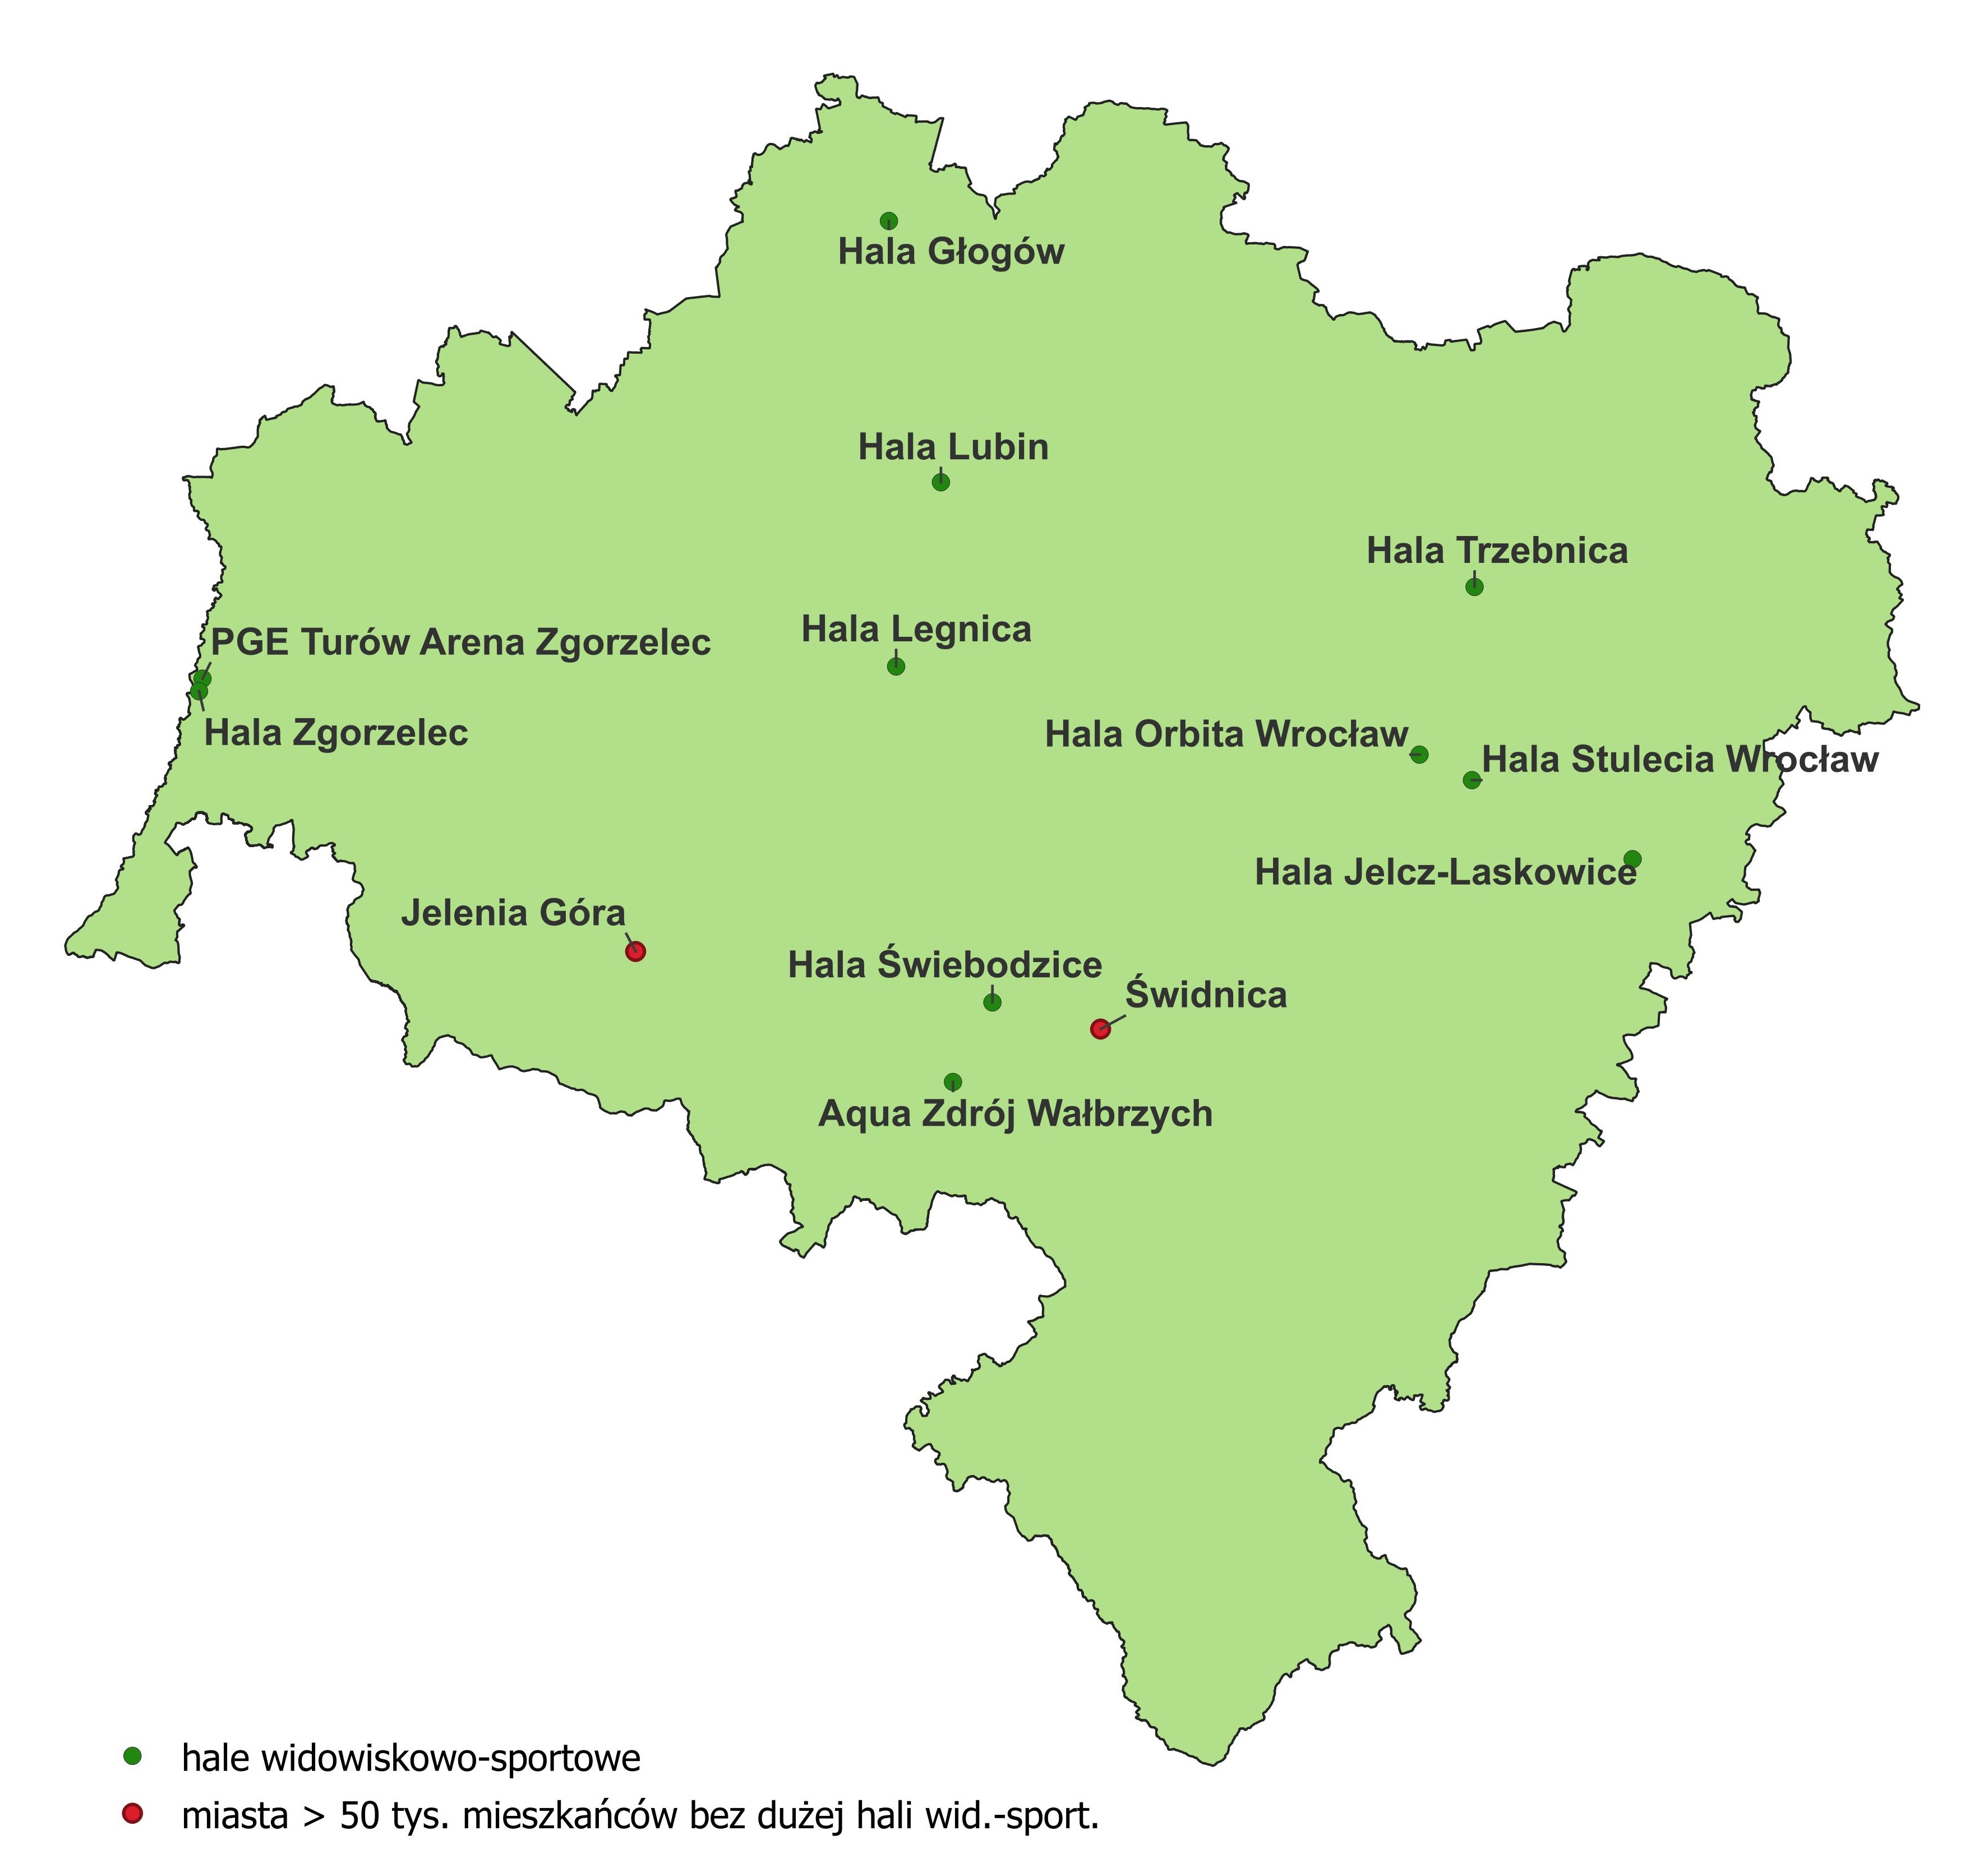 Hala Głogów
Hala Lubin
Hala Trzebnica
Hala Legnica
PGE Turów Arena Zgorzelec
Hala Zgorzelec
Hala Orbita Wrocław
Hala Stulecia Wrocław
Hala Jelcz-Laskowice
Jelenia Góra
Hala Świebodzice
Świdnica
Aqua Zdrój Wałbrzych
hale widowiskowo-sportowe
miasta > 50 tys. mieszkańców bez dużej hali wid.-sport.